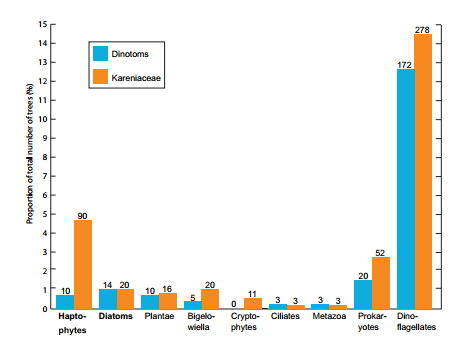 Proportion of total number of trees (%)
15
14
13
12
11
10
9
8
7
6
5
4
3
2
1
0
Dinotoms
Kareniaceae
10 90
14 20
10 16
5 20
0 11
3 3
3 3
20 52
172 278
Hapto-
phytes
Diatoms
Plantae
Bigelo-
wiella
Crypto-
phytes
Ciliates
Metazoa
Prokar-
yotes
Dino-
flagellates